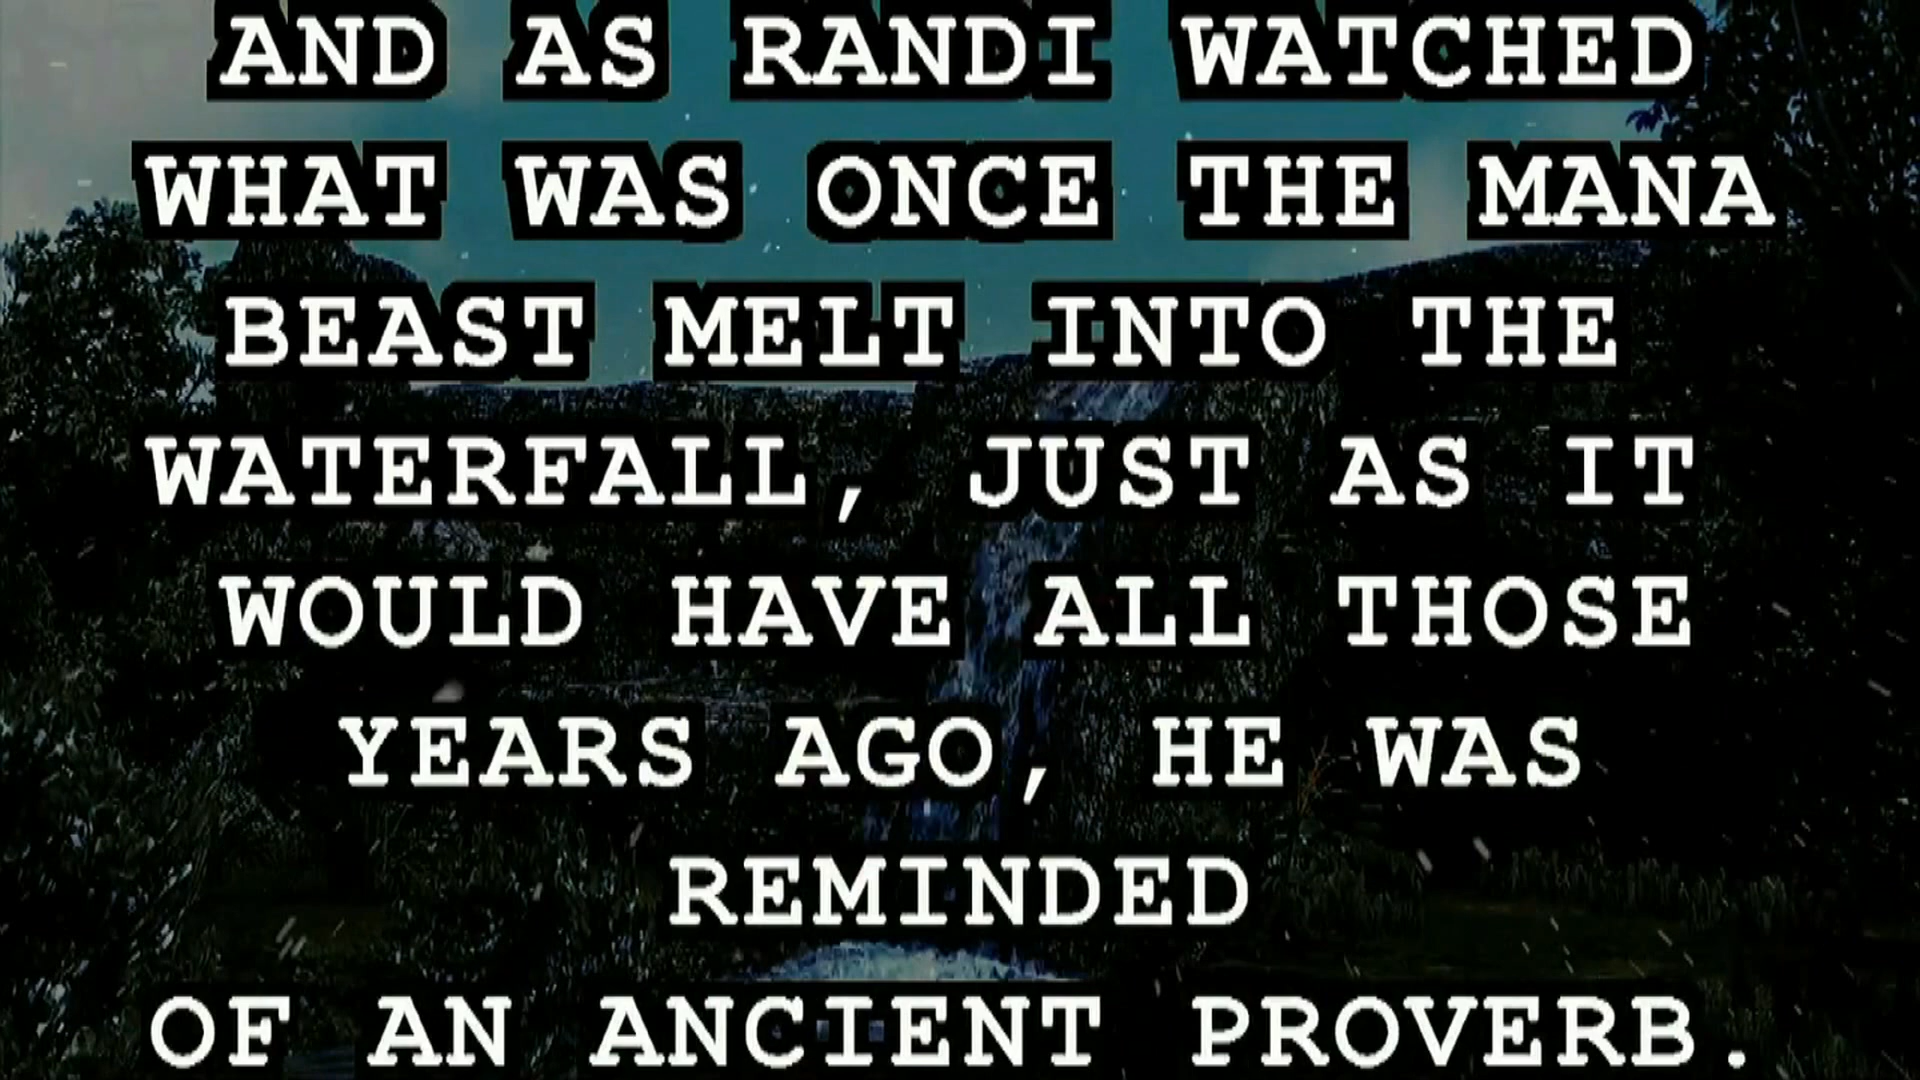 AND AS RANDI WATCHED
WHAT WAS ONCE THE MANA
BEAST MELT INTO THE
WATERFALL, JUST AS IT
WOULD HAVE ALL THOSE
YEARS AGO, HE WAS
REMINDED
OF AN ANCIENT PROVERB.